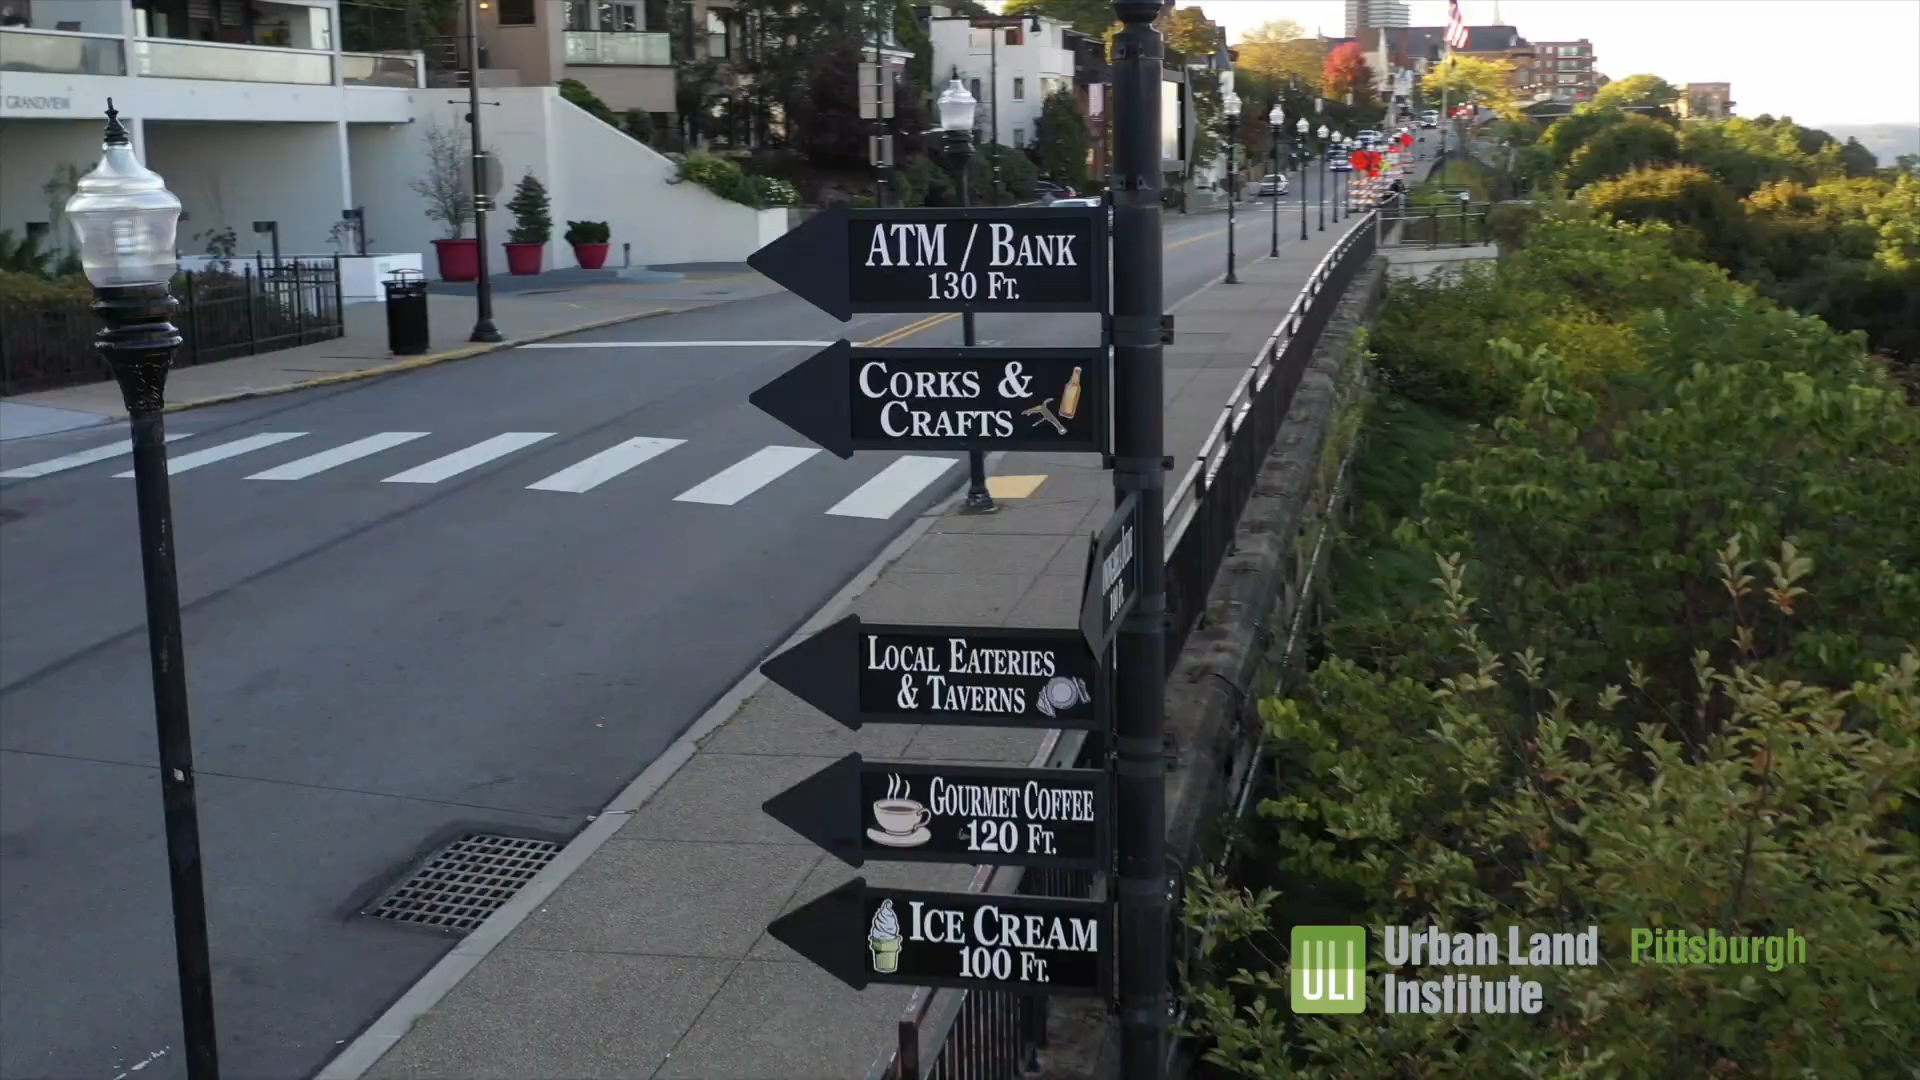 GRANDVIEW
ATM / BANK
130 FT.
CORKS &
CRAFTS
LOCAL EATERIES
& TAVERNS
GOURMET COFFEE
120 FT.
ICE CREAM
100 FT.
ULI
Urban Land
Institute
Pittsburgh